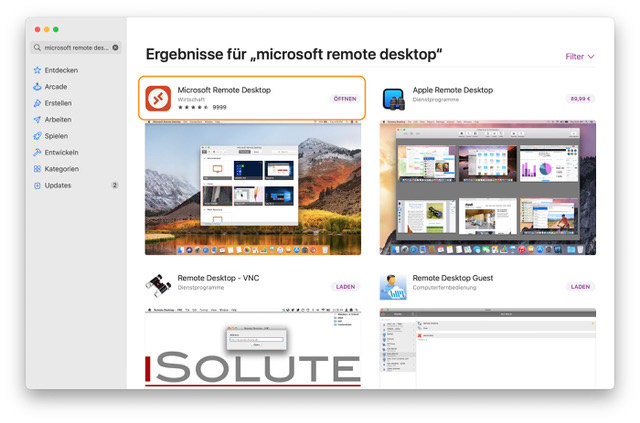 microsoft remote des...
Entdecken
Arcade
Erstellen
Arbeiten
Spielen
Entwickeln
Kategorien
Updates
2
Ergebnisse für „microsoft remote desktop“
Filter
Microsoft Remote Desktop
Wirtschaft
9999
ÖFFNEN
Apple Remote Desktop
Dienstprogramme
89,99 €
Remote Desktop - VNC
Dienstprogramme
LADEN
Remote Desktop Guest
Computerfernbedienung
LADEN
ISOLUTE